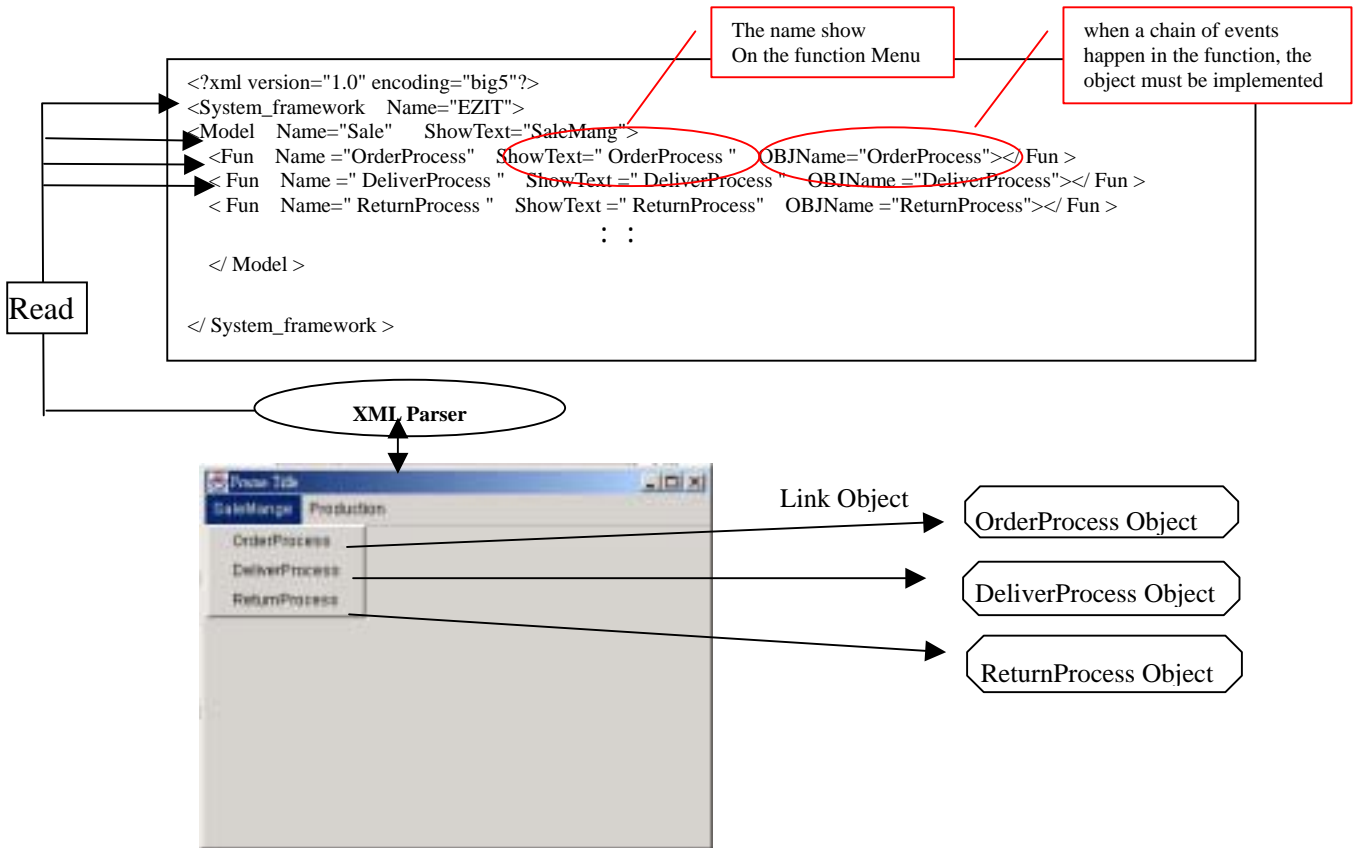 The name show
On the function Menu
when a chain of events
happen in the function, the
object must be implemented
<?xml version="1.0" encoding="big5"?>
<System_framework Name="EZIT">
<Model Name="Sale" ShowText="SaleMang">
<Fun Name ="OrderProcess" ShowText=" OrderProcess " OBJName="OrderProcess"></ Fun >
< Fun Name =" DeliverProcess " ShowText =" DeliverProcess " OBJName ="DeliverProcess"></ Fun >
< Fun Name=" ReturnProcess " ShowText =" ReturnProcess" OBJName ="ReturnProcess"></ Fun >
: :
</ Model >
</ System_framework >
Read
XML Parser
Frame Title
SaleMange Production
OrderProcess
DeliverProcess
ReturnProcess
Link Object
OrderProcess Object
DeliverProcess Object
ReturnProcess Object